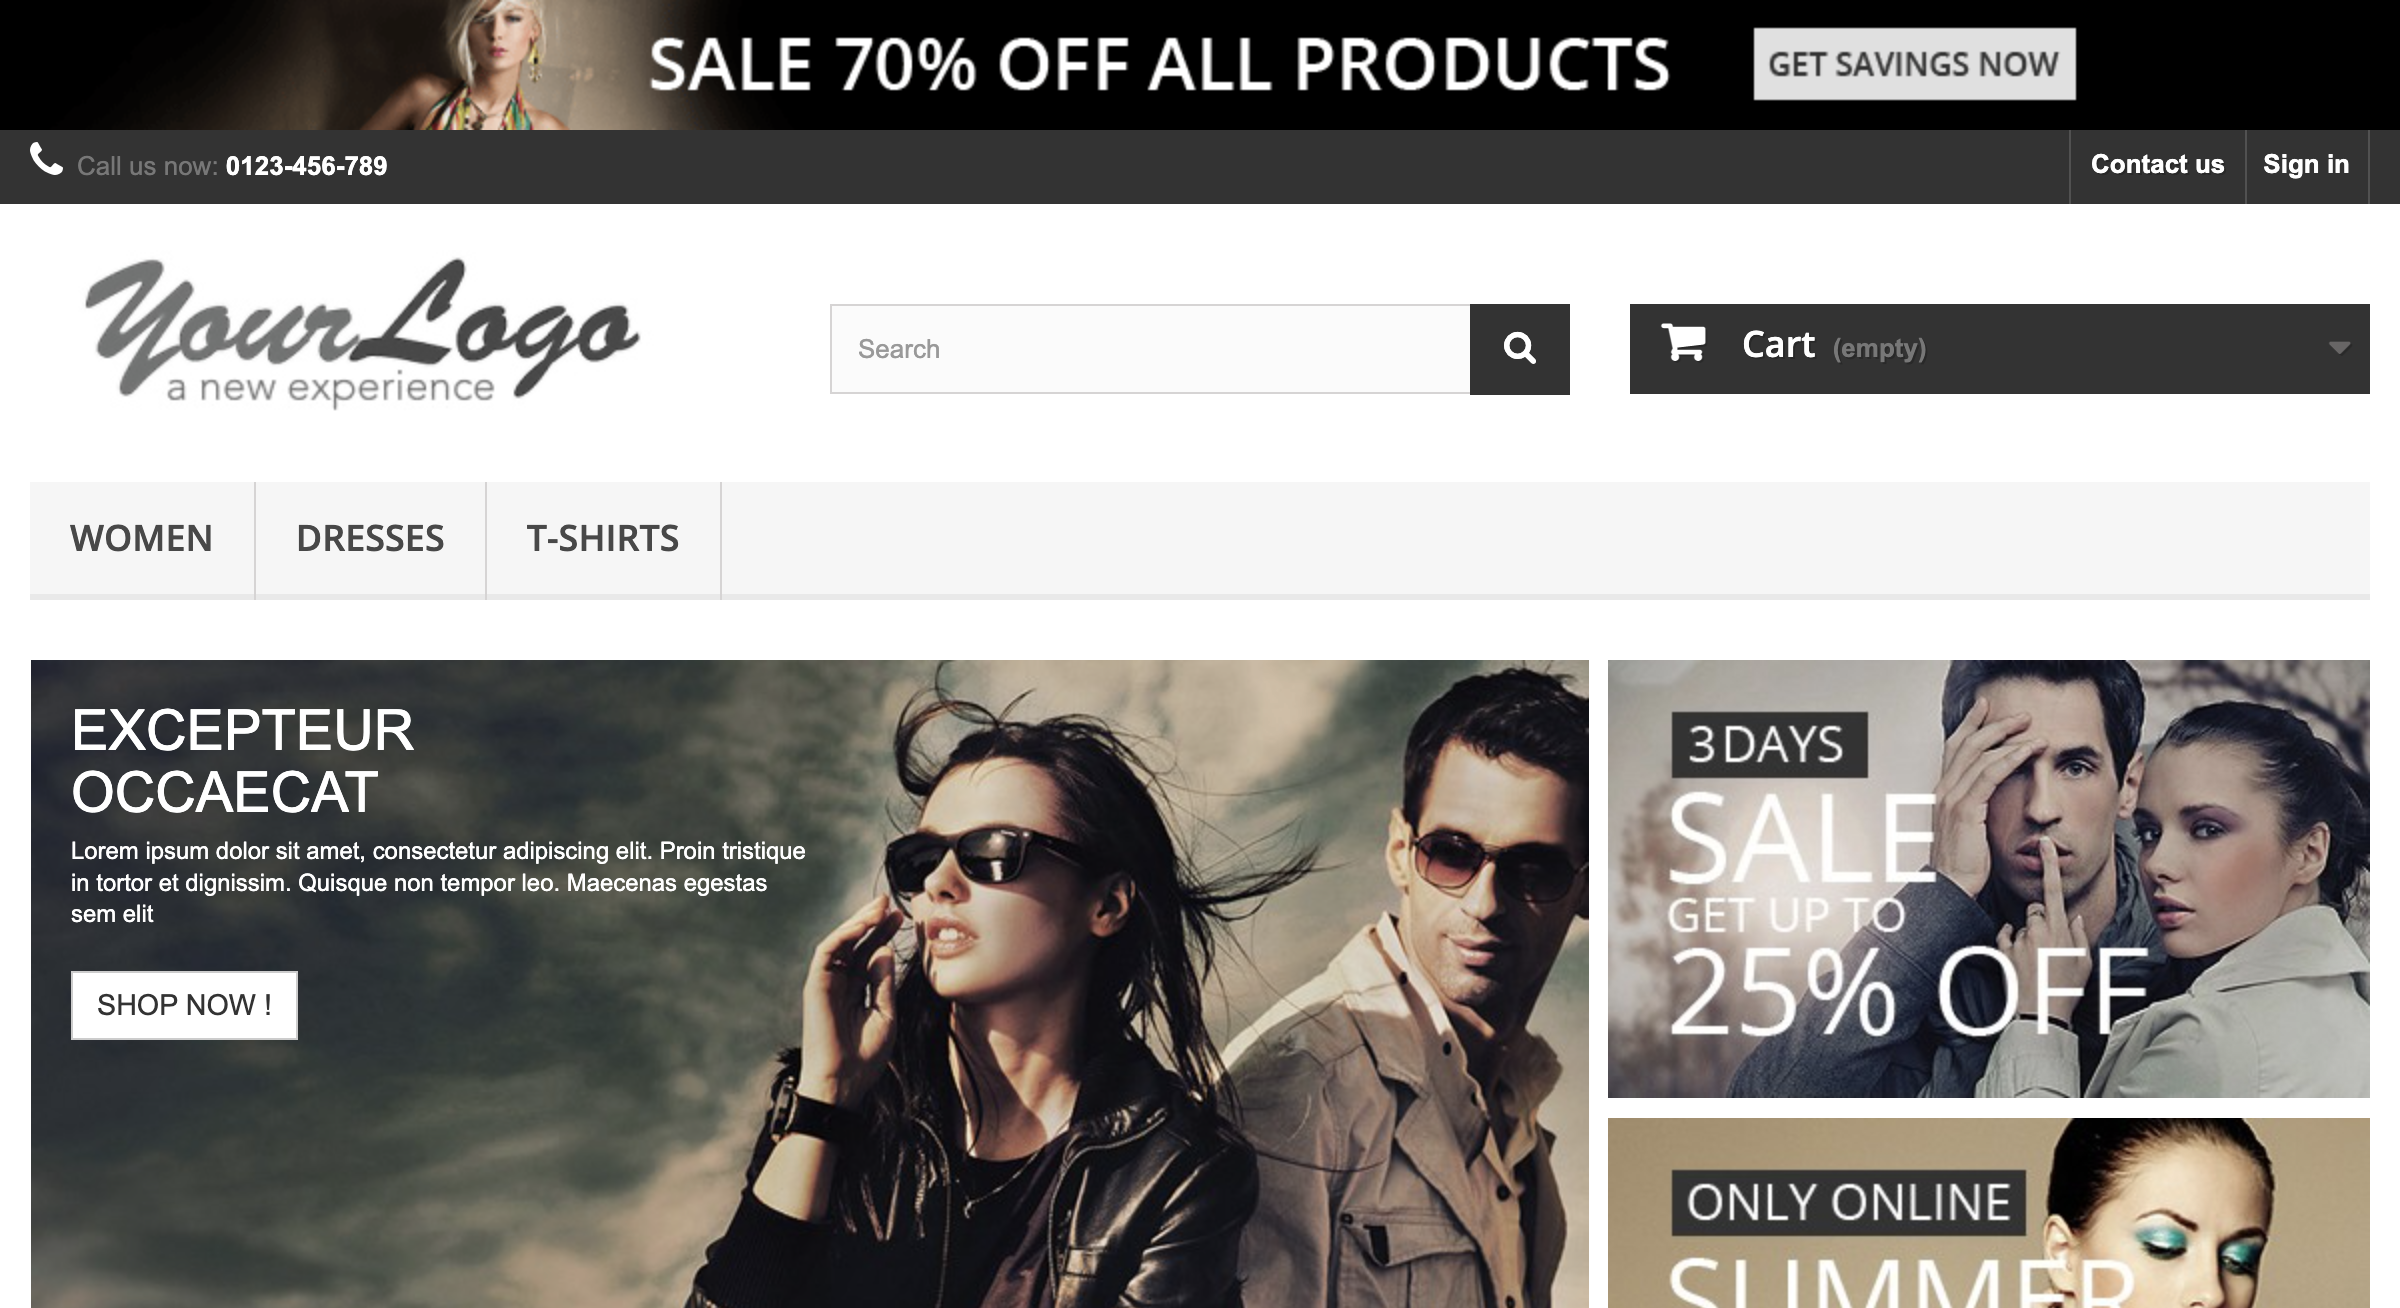 SALE 70% OFF ALL PRODUCTS
GET SAVINGS NOW
Call us now: 0123-456-789
Contact us
Sign in
YourLogo
a new experience
Search
Cart (empty)
WOMEN
DRESSES
T-SHIRTS
EXCEPTEUR
OCCAECAT
Lorem ipsum dolor sit amet, consectetur adipiscing elit. Proin tristique
in tortor et dignissim. Quisque non tempor leo. Maecenas egestas
sem elit
SHOP NOW !
3 DAYS
SALE
GET UP TO
25% OFF
ONLY ONLINE
SUMMER